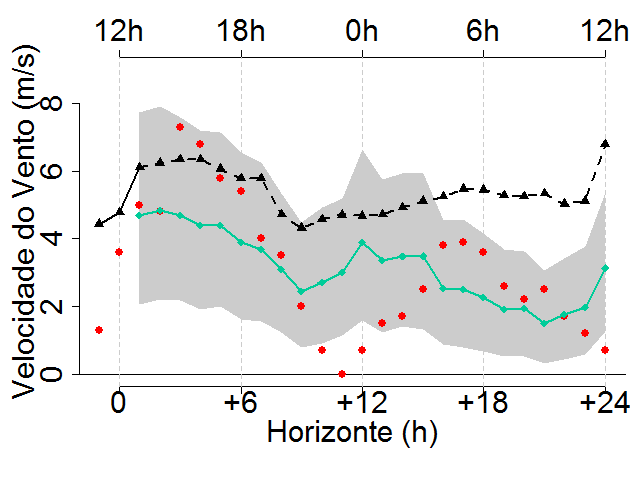 12h 18h 0h 6h 12h
Velocidade do Vento (m/s)
8
6
4
2
0
0 +6 +12 +18 +24
Horizonte (h)